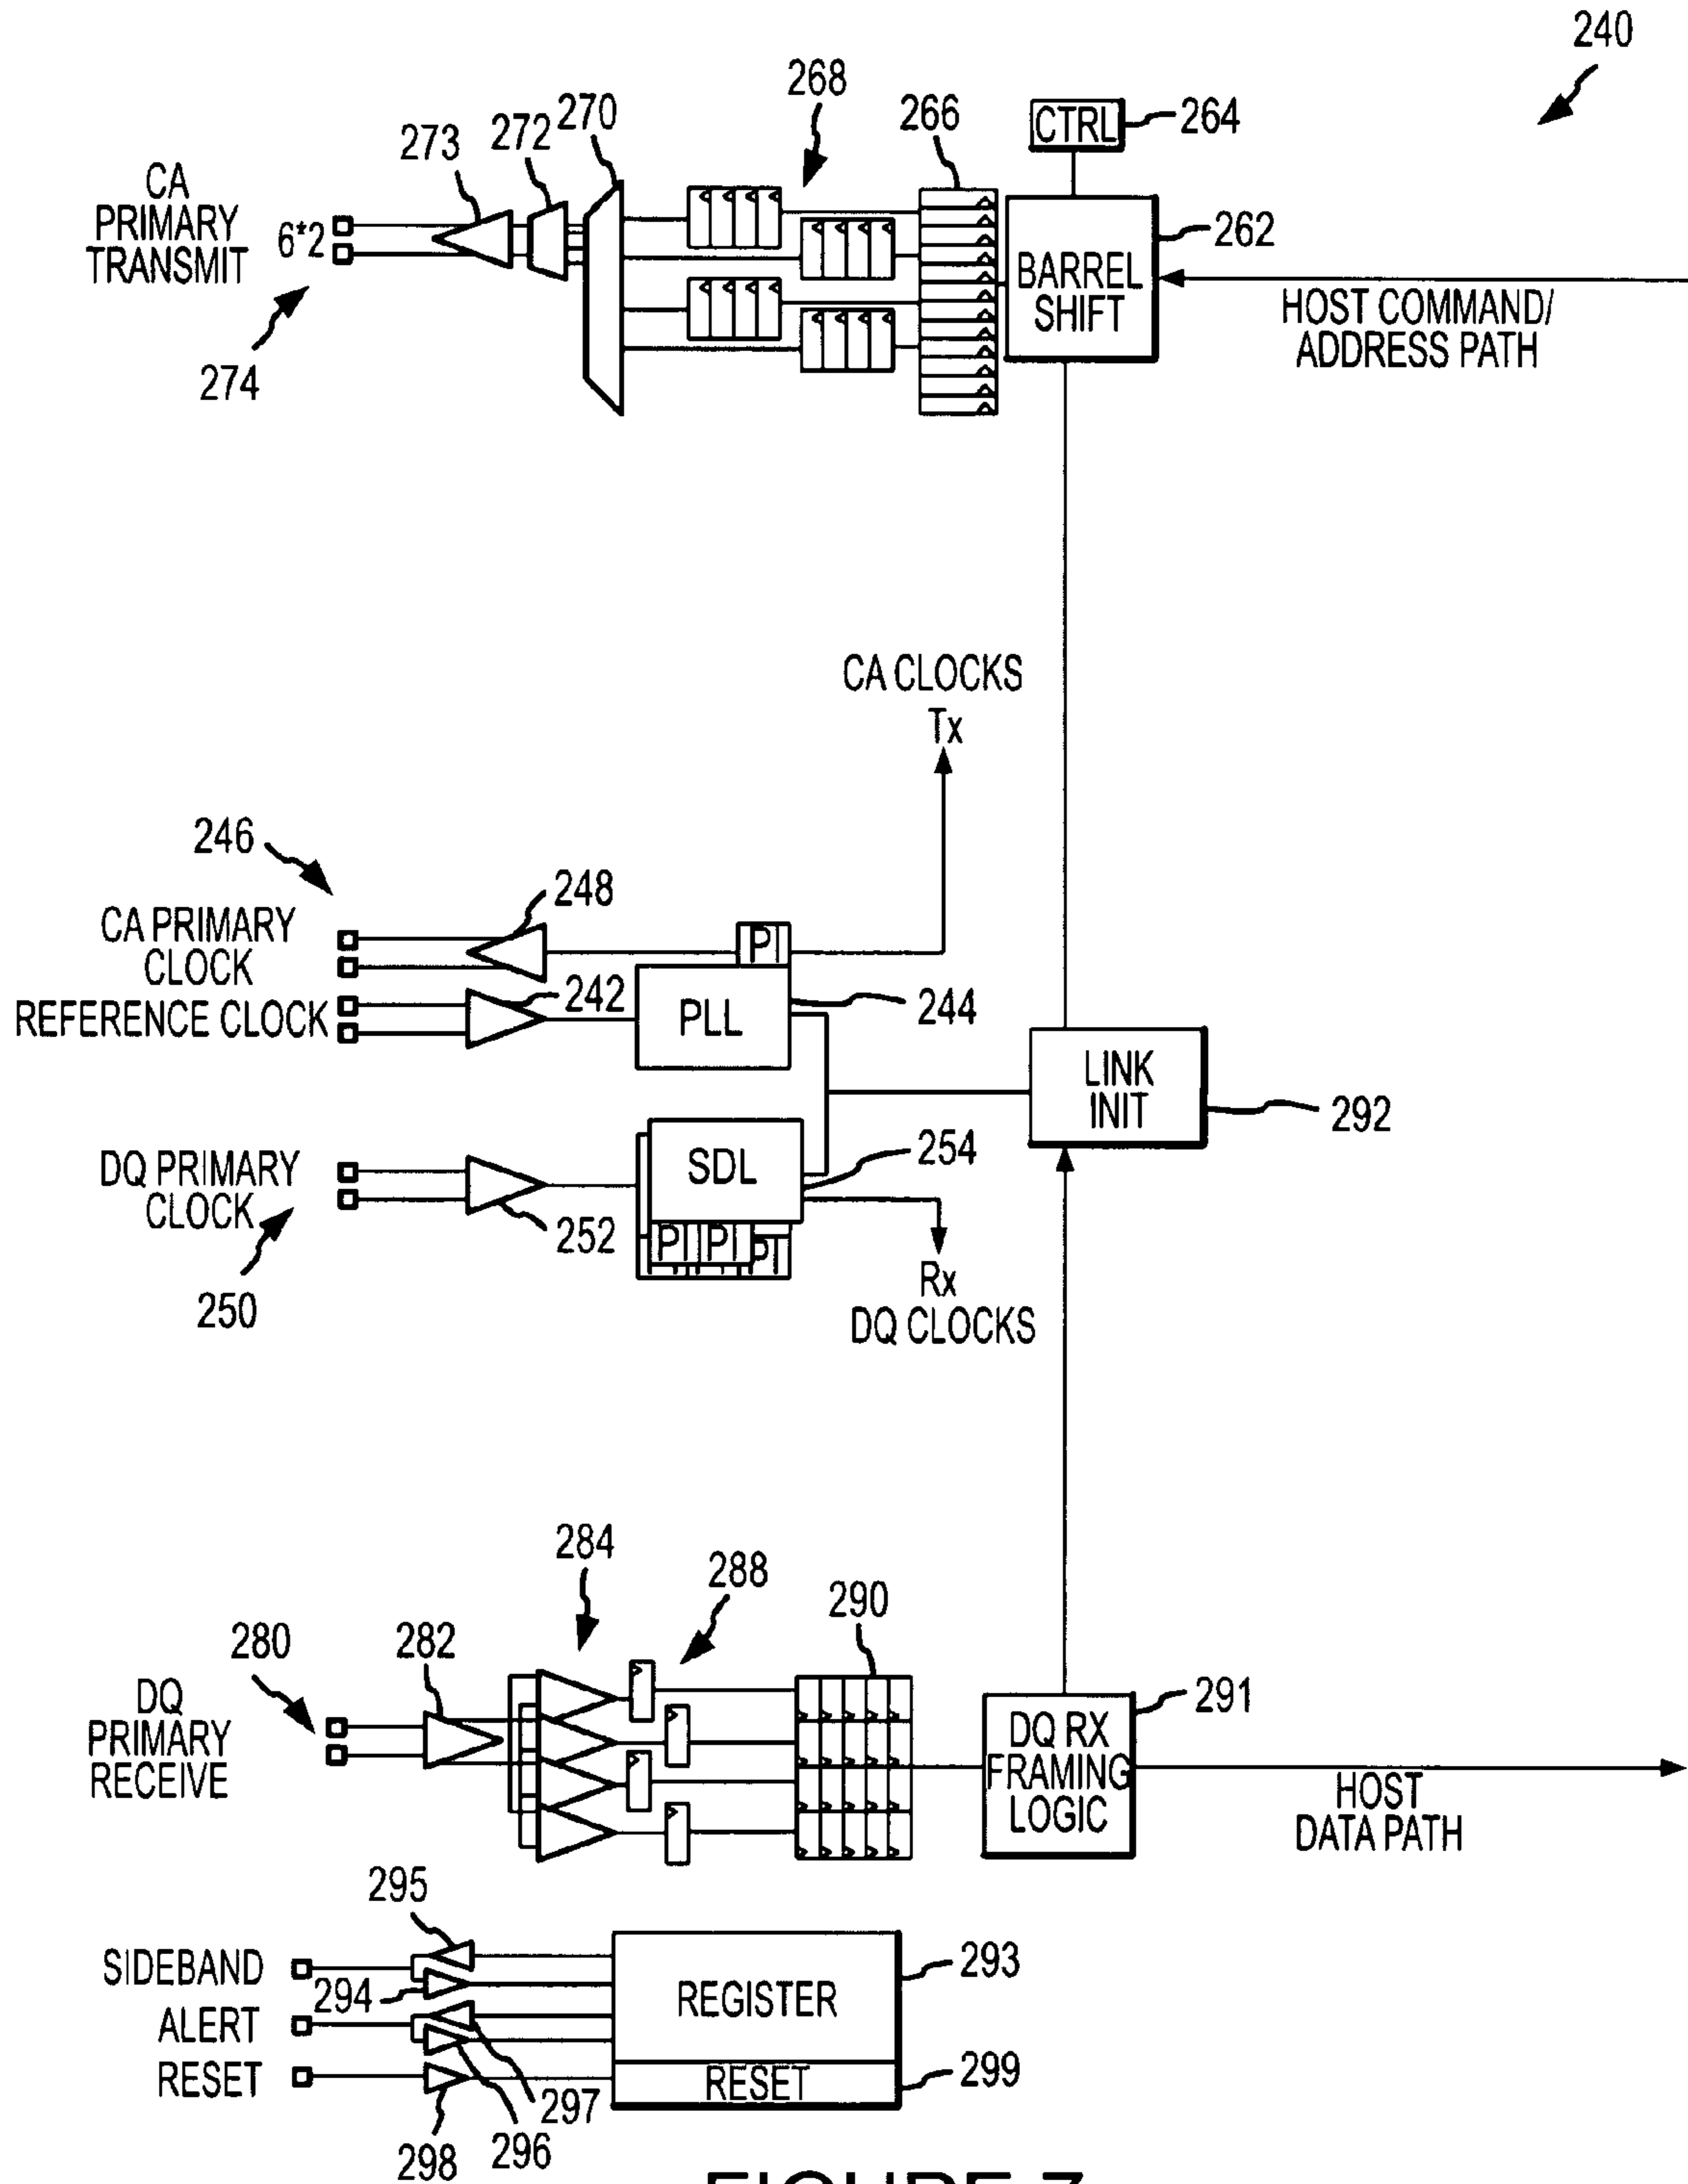 240
268
266
CTRL
264
273
272
270
CA
PRIMARY
TRANSMIT
6*2
274
BARREL
SHIFT
262
HOST COMMAND/
ADDRESS PATH
CA CLOCKS
Tx
246
248
CA PRIMARY
CLOCK
PI
REFERENCE CLOCK
242
PLL
244
LINK
INIT
292
DQ PRIMARY
CLOCK
250
252
SDL
254
PI PI PI
Rx
DQ CLOCKS
284
288
290
280
282
DQ
PRIMARY
RECEIVE
DQ RX
FRAMING
LOGIC
291
HOST
DATA PATH
295
SIDEBAND
294
ALERT
RESET
REGISTER
293
RESET
299
297
296
298
FIGURE 7